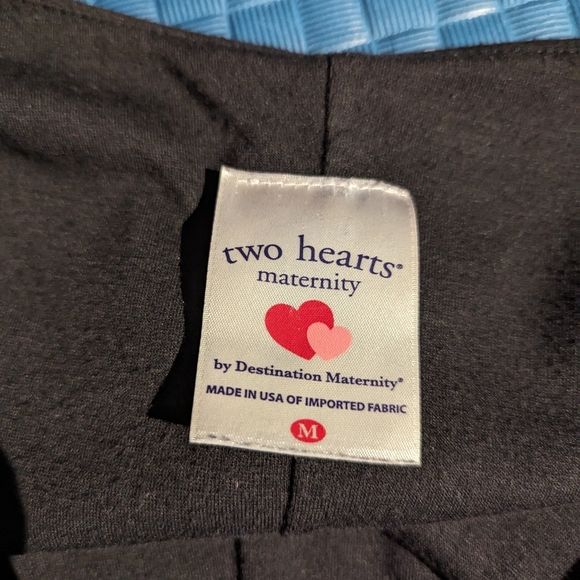 two hearts®
maternity
by Destination Maternity®
MADE IN USA OF IMPORTED FABRIC
M